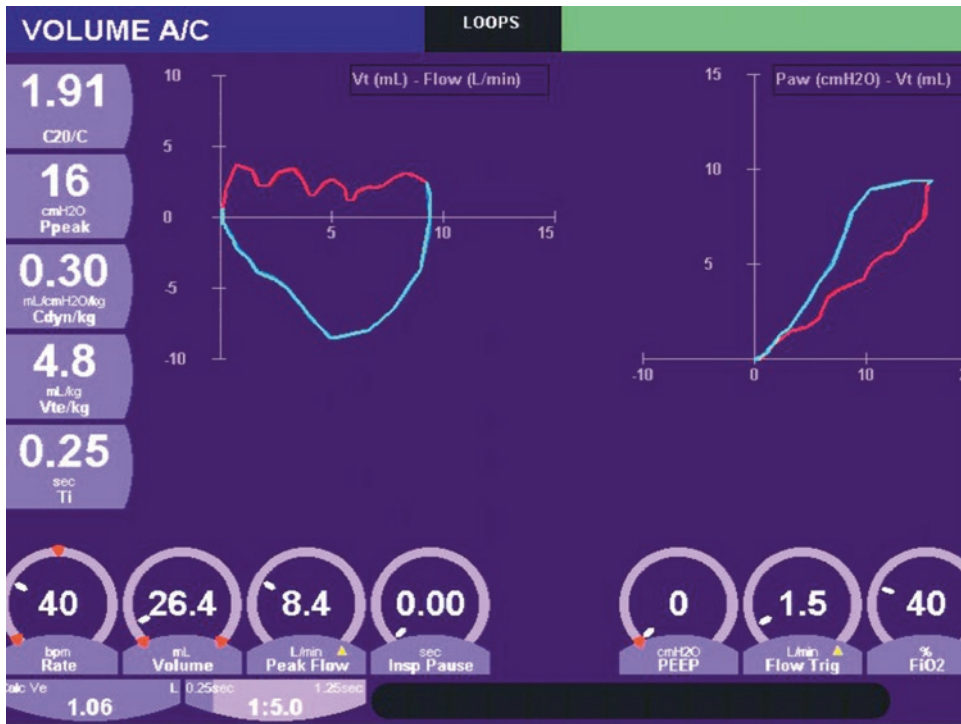 VOLUME A/C
LOOPS
1.91
C20/C
16
cmH2O
Ppeak
0.30
mL/cmH2O/kg
Cdyn/kg
4.8
mL/kg
Vte/kg
0.25
sec
Ti
Vt (mL) - Flow (L/min)
10
5
0
-5
-10
5
10
15
Paw (cmH2O) - Vt (mL)
15
10
5
-10
0
10
40
bpm
Rate
26.4
mL
Volume
8.4
L/min
Peak Flow
0.00
sec
Insp Pause
0
cmH2O
PEEP
1.5
L/min
Flow Trig
40
%
FiO2
Calc Ve
L
1.06
0.25sec
1.25sec
1:5.0